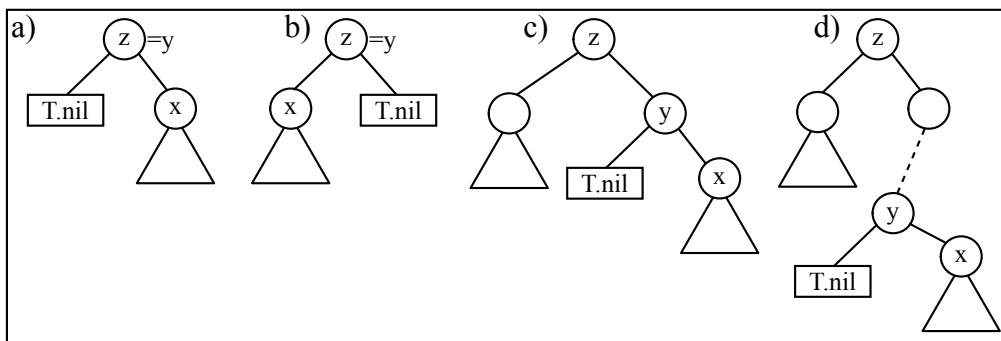 a) z =y T.nil x
b) z =y x T.nil
c) z y T.nil x
d) z y T.nil x